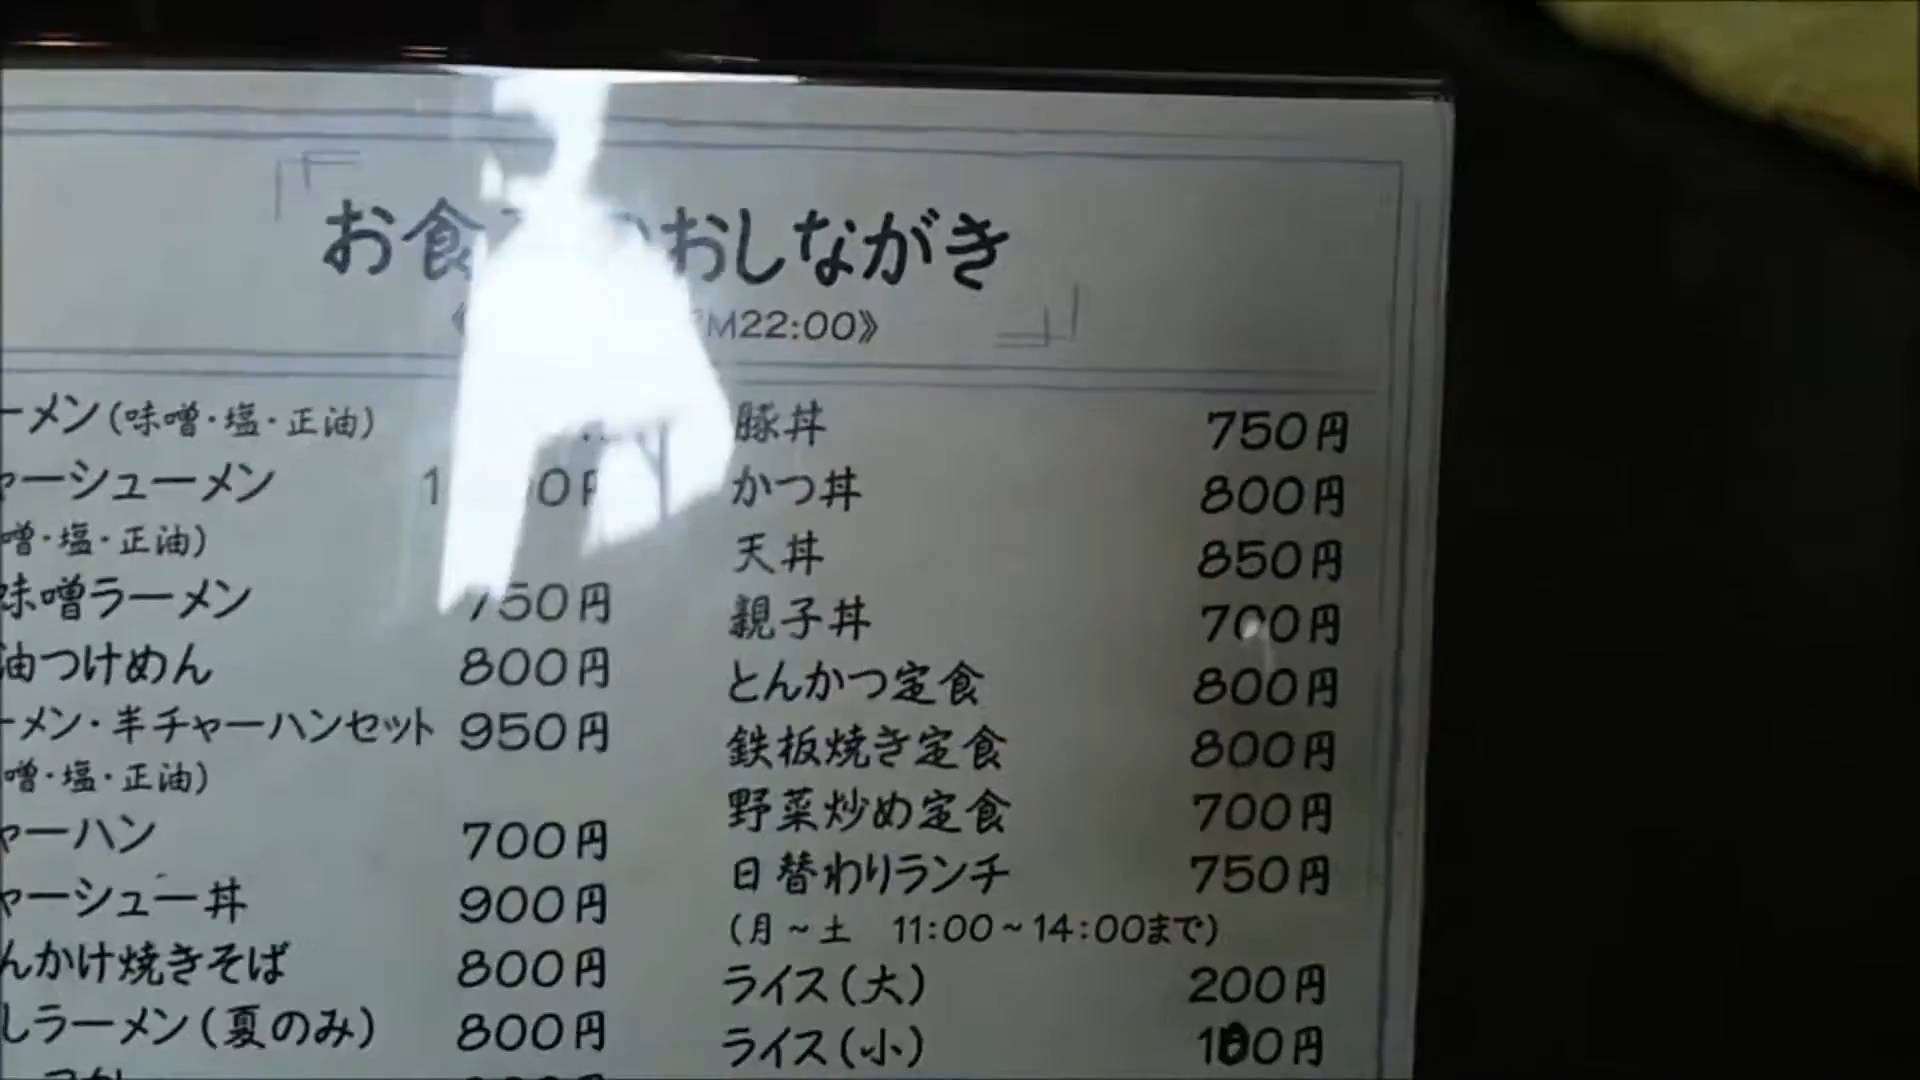 お食 おしながき
M22:00》
ーメン(味噌・塩・正油)
ャーシューメン
噌・塩・正油)
味噌ラーメン 750円
油つけめん 800円
ーメン・半チャーハンセット 950円
噌・塩・正油)
ャーハン 700円
ャーシュー丼 900円
んかけ焼きそば 800円
しラーメン(夏のみ) 800円
豚丼 750円
かつ丼 800円
天丼 850円
親子丼 700円
とんかつ定食 800円
鉄板焼き定食 800円
野菜炒め定食 700円
日替わりランチ 750円
(月~土 11:00~14:00まで)
ライス(大) 200円
ライス(小) 100円